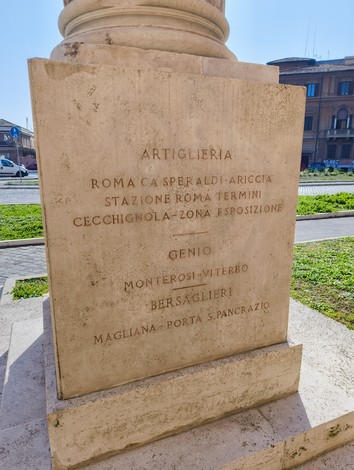 ARTIGLIERIA
ROMA CA SPERALDI-ARICCIA
STAZIONE ROMA TERMINI
CECCHIGNOLA-ZONA ESPOSIZIONE
GENIO
MONTEROSI-VITERBO
BERSAGLIERI
MAGLIANA-PORTA S.PANCRAZIO